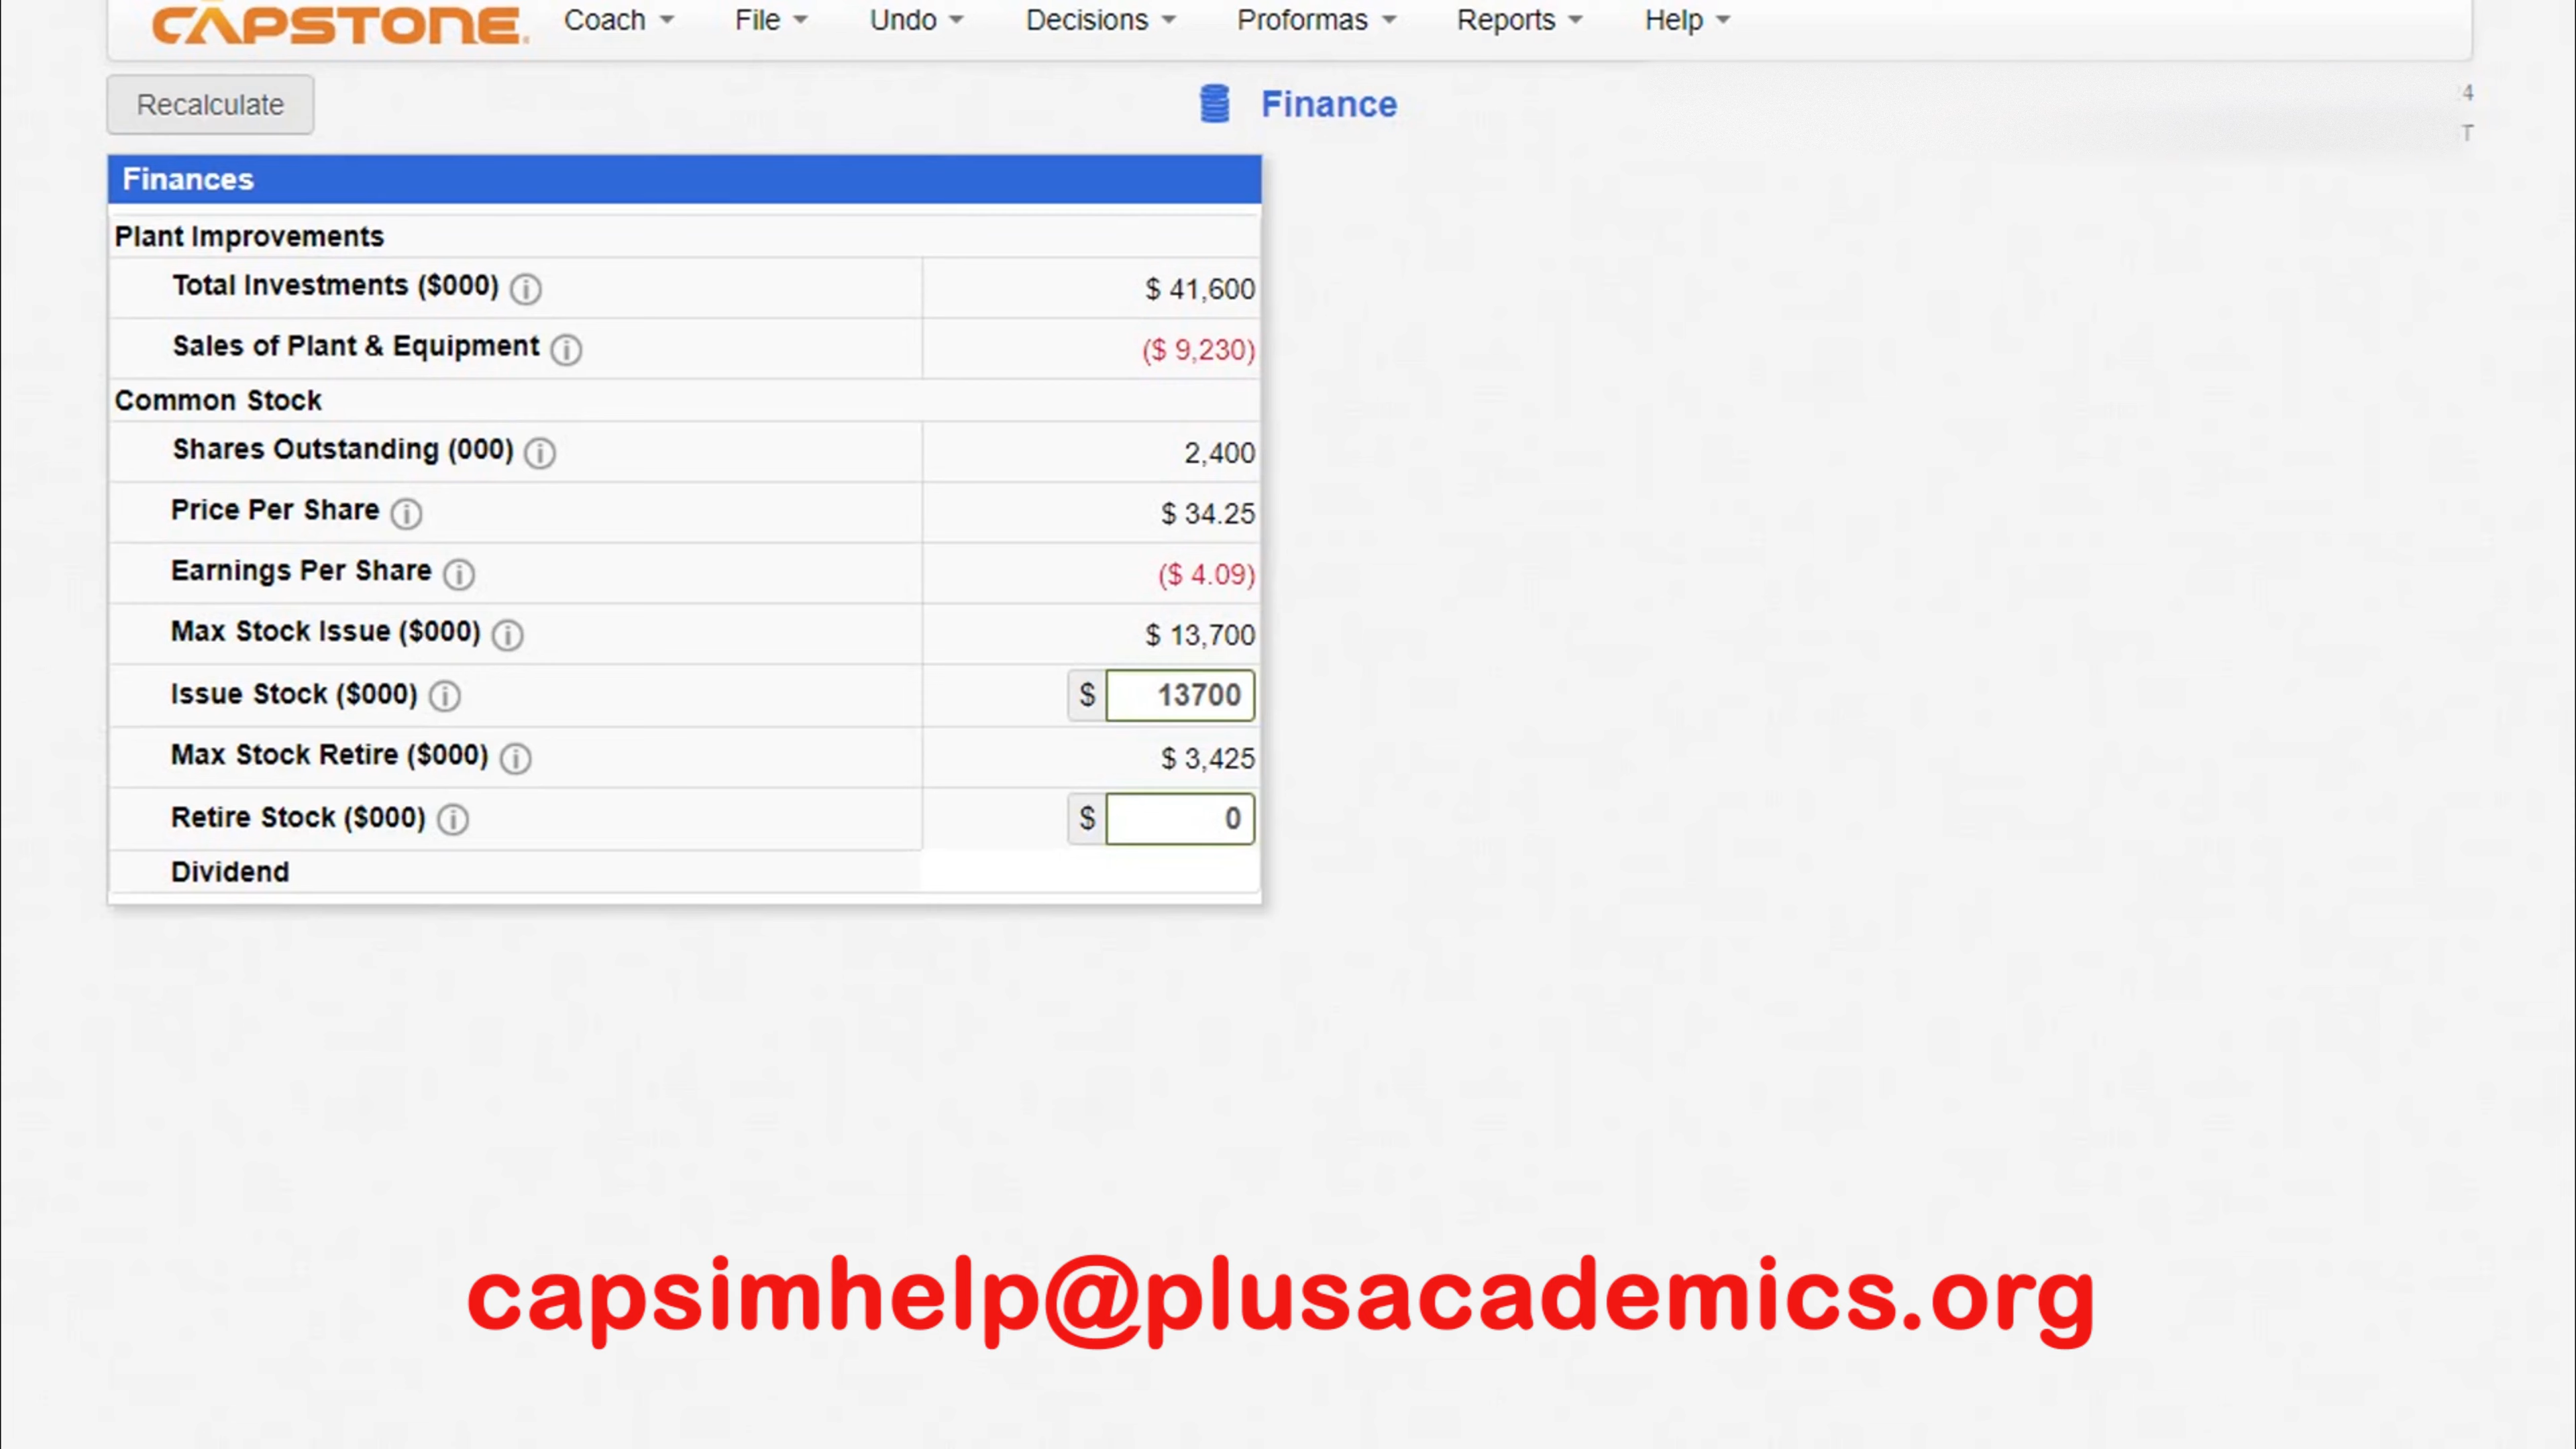 CAPSTONE. Coach File Undo Decisions Proformas Reports Help
Recalculate Finance 4
T
Finances
Plant Improvements
Total Investments ($000) $ 41,600
Sales of Plant & Equipment ($ 9,230)
Common Stock
Shares Outstanding (000) 2,400
Price Per Share $ 34.25
Earnings Per Share ($ 4.09)
Max Stock Issue ($000) $ 13,700
Issue Stock ($000) $ 13700
Max Stock Retire ($000) $ 3,425
Retire Stock ($000) $ 0
Dividend
capsimhelp@plusacademics.org